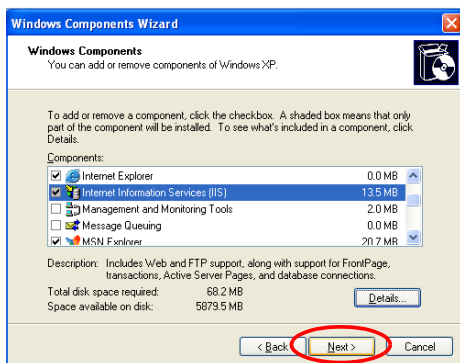 Windows Components Wizard
Windows Components
You can add or remove components of Windows XP.
To add or remove a component, click the checkbox. A shaded box means that only
part of the component will be installed. To see what's included in a component, click
Details.
Components:
Internet Explorer 0.0 MB
Internet Information Services (IIS) 13.5 MB
Management and Monitoring Tools 2.0 MB
Message Queuing 0.0 MB
MSN Explorer 20.7 MB
Description: Includes Web and FTP support, along with support for FrontPage,
transactions, Active Server Pages, and database connections.
Total disk space required: 68.2 MB
Space available on disk: 5879.5 MB
Details...
< Back Next > Cancel